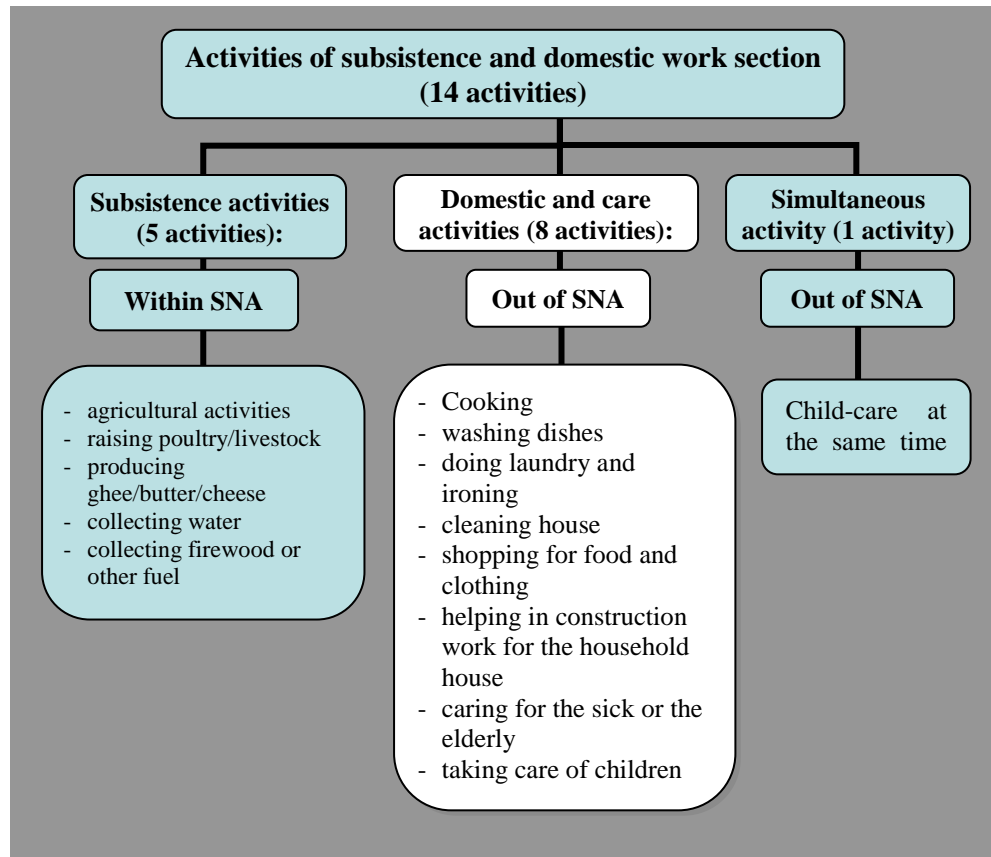 Activities of subsistence and domestic work section
(14 activities)
Subsistence activities
(5 activities):
Within SNA
- agricultural activities
- raising poultry/livestock
- producing
ghee/butter/cheese
- collecting water
- collecting firewood or
other fuel
Domestic and care
activities (8 activities):
Out of SNA
- Cooking
- washing dishes
- doing laundry and
ironing
- cleaning house
- shopping for food and
clothing
- helping in construction
work for the household
house
- caring for the sick or the
elderly
- taking care of children
Simultaneous
activity (1 activity)
Out of SNA
Child-care at
the same time